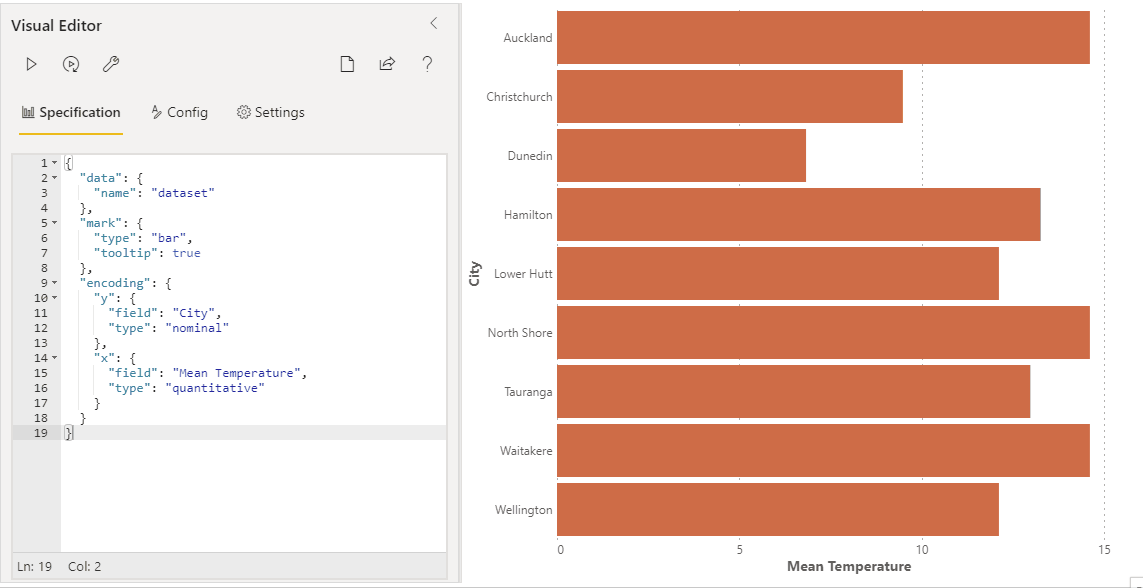 Visual Editor
Specification Config Settings
1 {
2 "data": {
3 "name": "dataset"
4 },
5 "mark": {
6 "type": "bar",
7 "tooltip": true
8 },
9 "encoding": {
10 "y": {
11 "field": "City",
12 "type": "nominal"
13 },
14 "x": {
15 "field": "Mean Temperature",
16 "type": "quantitative"
17 }
18 }
19 }
Ln: 19 Col: 2
City
Auckland
Christchurch
Dunedin
Hamilton
Lower Hutt
North Shore
Tauranga
Waitakere
Wellington
0 5 10 15
Mean Temperature